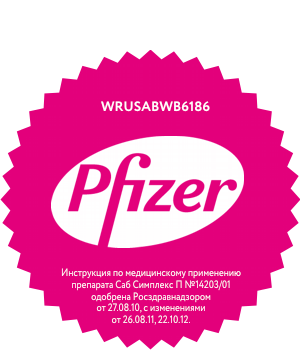 WRUSABWB6186
Pfizer
Инструкция по медицинскому применению
препарата Саб Симплекс П №14203/01
одобрена Росздравнадзором
от 27.08.10, с изменениями
от 26.08.11, 22.10.12.